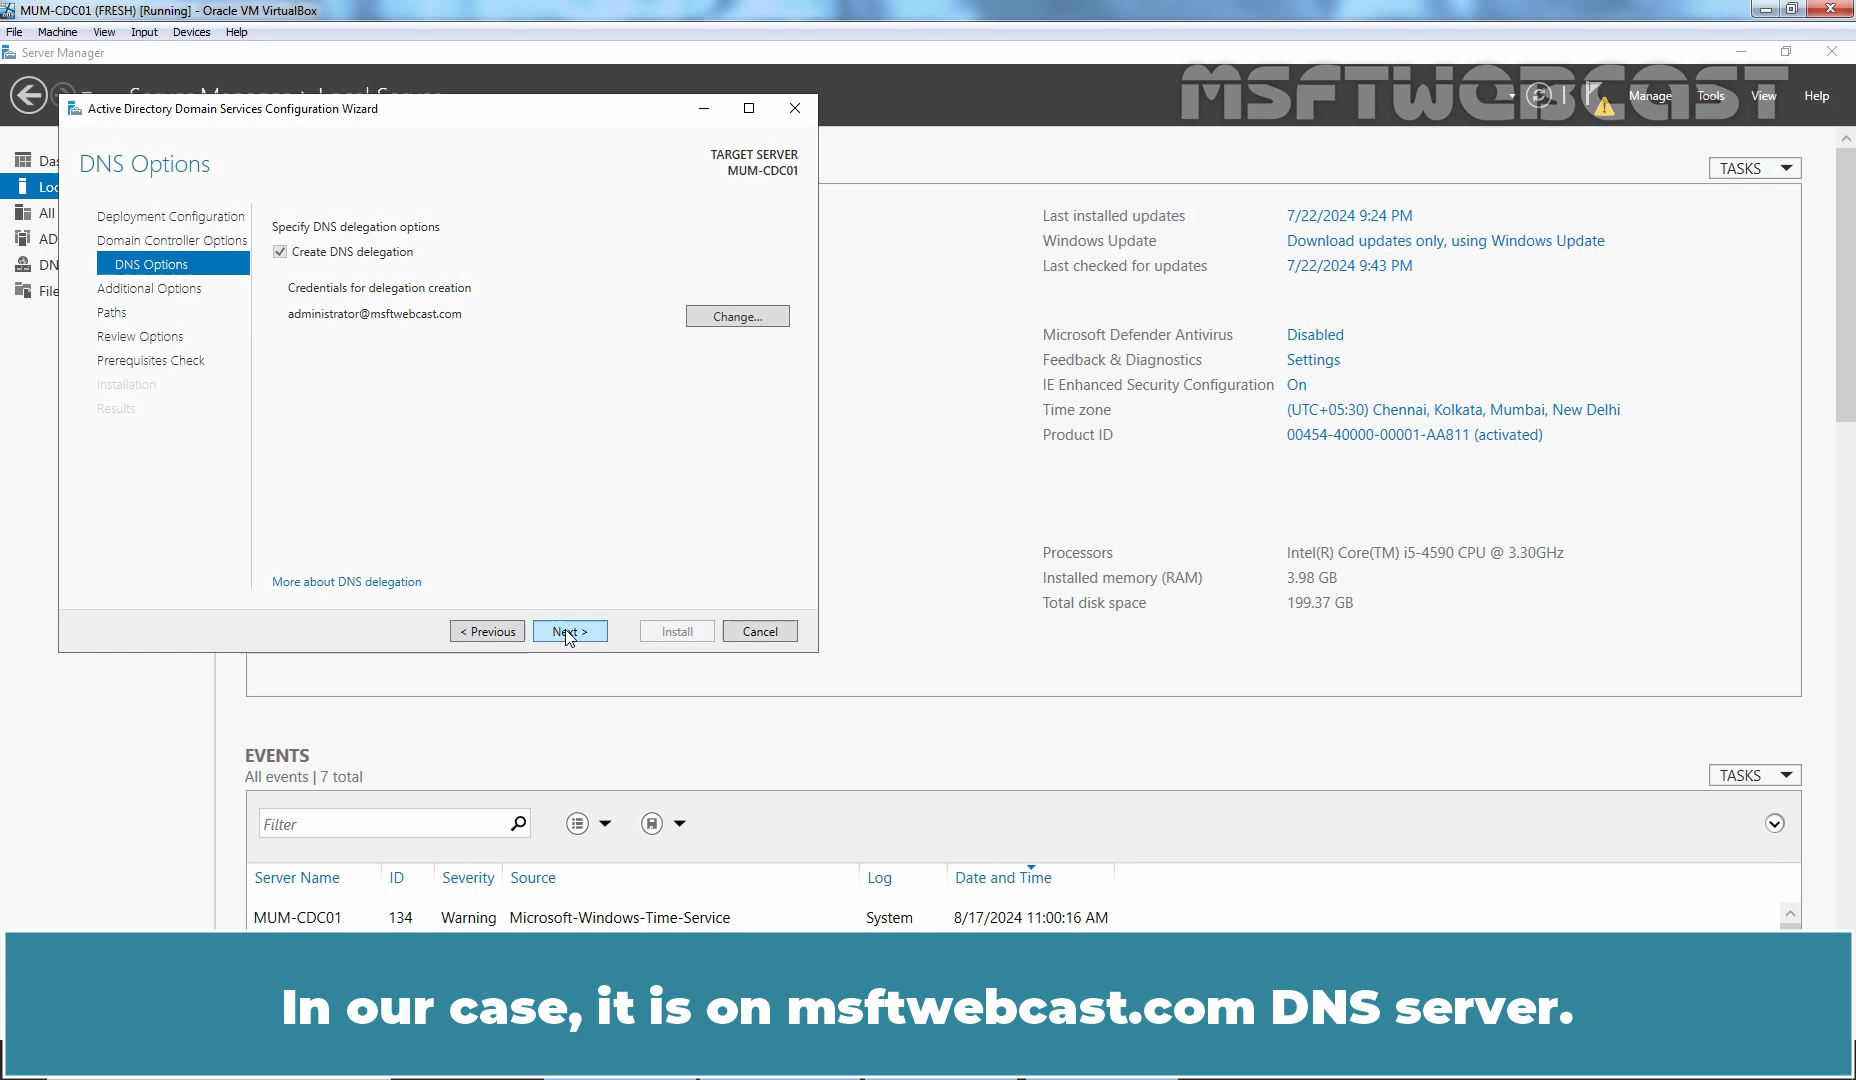 MUM-CDC01 (FRESH) [Running] - Oracle VM VirtualBox
File Machine View Input Devices Help
Server Manager
MSFTWEBCAST
Manage Tools View Help
Active Directory Domain Services Configuration Wizard
DNS Options
TARGET SERVER
MUM-CDC01
Deployment Configuration
Domain Controller Options
DNS Options
Additional Options
Paths
Review Options
Prerequisites Check
Installation
Results
Specify DNS delegation options
Create DNS delegation
Credentials for delegation creation
administrator@msftwebcast.com
Change...
More about DNS delegation
< Previous
Next >
Install
Cancel
All
AD
DN
File
TASKS
Last installed updates 7/22/2024 9:24 PM
Windows Update Download updates only, using Windows Update
Last checked for updates 7/22/2024 9:43 PM
Microsoft Defender Antivirus Disabled
Feedback & Diagnostics Settings
IE Enhanced Security Configuration On
Time zone (UTC+05:30) Chennai, Kolkata, Mumbai, New Delhi
Product ID 00454-40000-00001-AA811 (activated)
Processors Intel(R) Core(TM) i5-4590 CPU @ 3.30GHz
Installed memory (RAM) 3.98 GB
Total disk space 199.37 GB
EVENTS
All events | 7 total
TASKS
Filter
Server Name ID Severity Source Log Date and Time
MUM-CDC01 134 Warning Microsoft-Windows-Time-Service System 8/17/2024 11:00:16 AM
In our case, it is on msftwebcast.com DNS server.